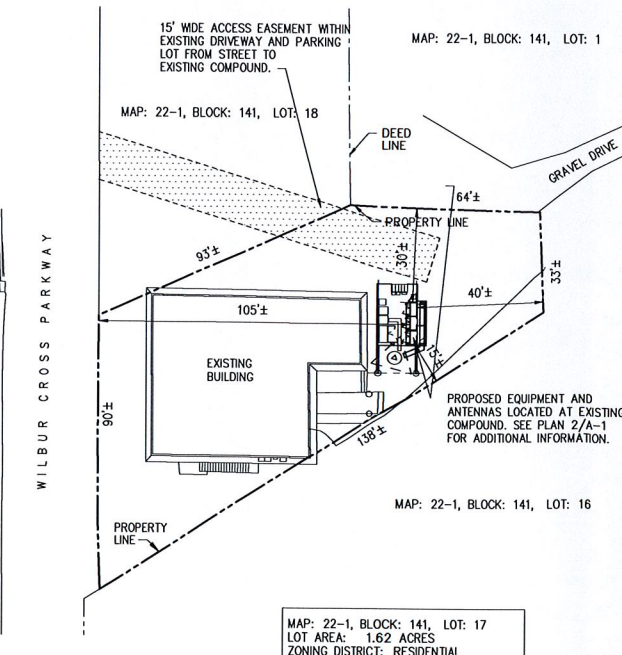 15' WIDE ACCESS EASEMENT WITHIN
EXISTING DRIVEWAY AND PARKING
LOT FROM STREET TO
EXISTING COMPOUND.
MAP: 22-1, BLOCK: 141, LOT: 1
MAP: 22-1, BLOCK: 141, LOT: 18
DEED
LINE
GRAVEL DRIVE
64'±
PROPERTY LINE
93'±
30'±
33'±
40'±
105'±
WILBUR CROSS PARKWAY
EXISTING
BUILDING
15'±
90'±
PROPOSED EQUIPMENT AND
ANTENNAS LOCATED AT EXISTING
COMPOUND. SEE PLAN 2/A-1
FOR ADDITIONAL INFORMATION.
138'±
MAP: 22-1, BLOCK: 141, LOT: 16
PROPERTY
LINE
MAP: 22-1, BLOCK: 141, LOT: 17
LOT AREA: 1.62 ACRES
ZONING DISTRICT: RESIDENTIAL